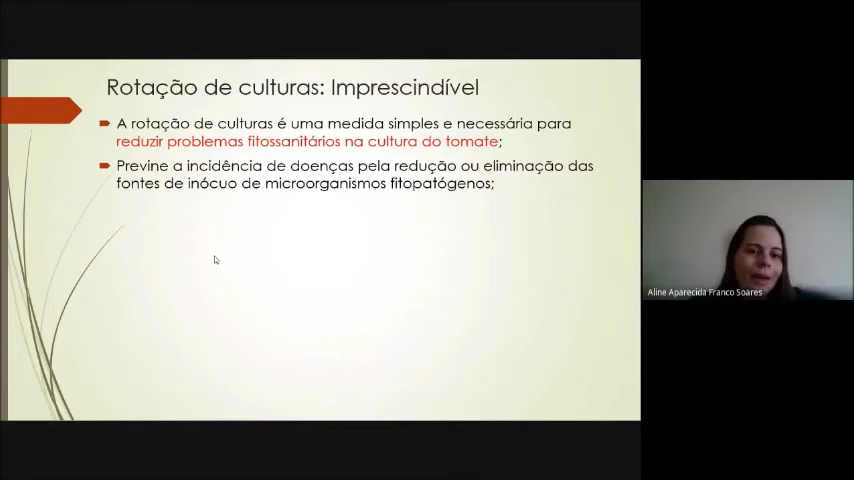 Rotação de culturas: Imprescindível
A rotação de culturas é uma medida simples e necessária para
reduzir problemas fitossanitários na cultura do tomate;
Previne a incidência de doenças pela redução ou eliminação das
fontes de inócuo de microorganismos fitopatógenos;
Aline Aparecida Franco Soares